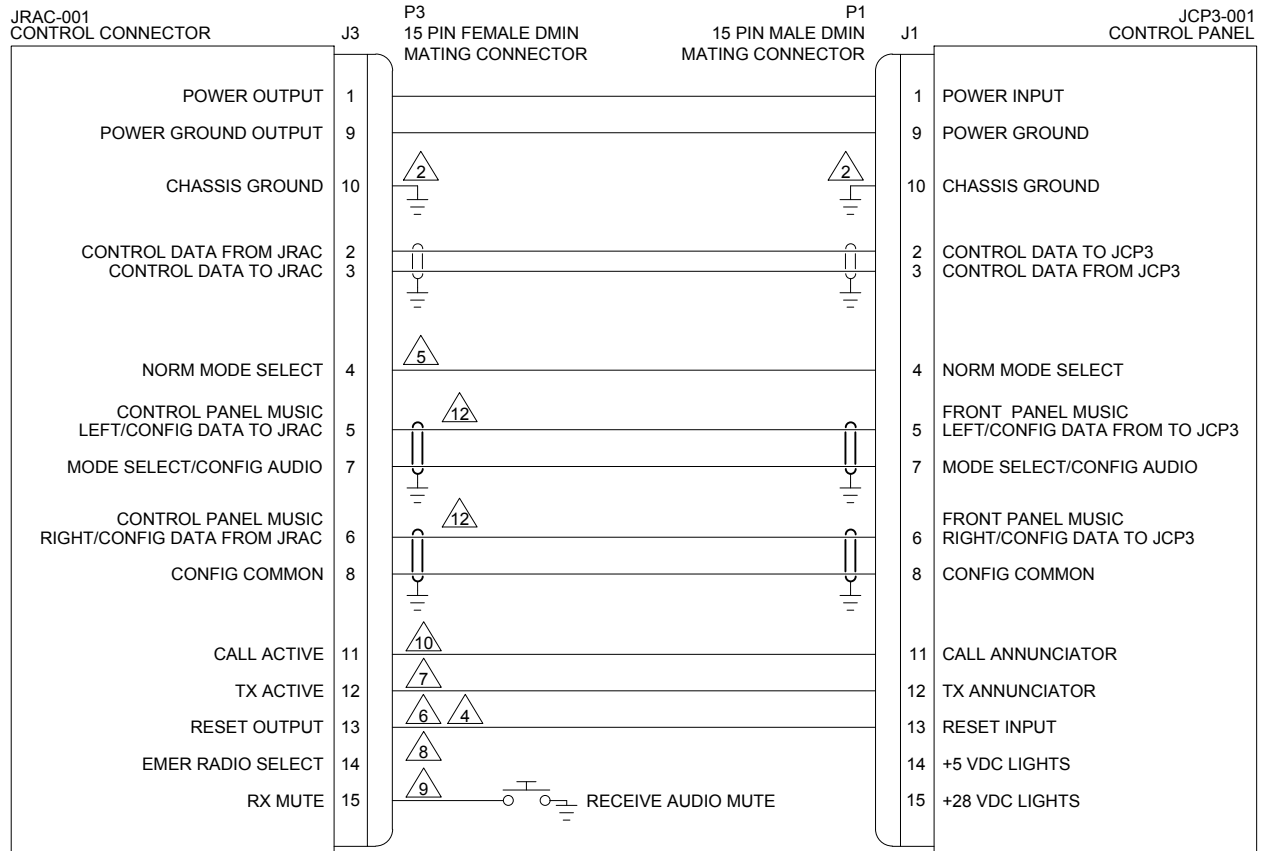 JRAC-001
CONTROL CONNECTOR
J3
P3
15 PIN FEMALE DMIN
MATING CONNECTOR
P1
15 PIN MALE DMIN
MATING CONNECTOR
J1
JCP3-001
CONTROL PANEL
POWER OUTPUT 1 1 POWER INPUT
POWER GROUND OUTPUT 9 9 POWER GROUND
2 2
CHASSIS GROUND 10 10 CHASSIS GROUND
CONTROL DATA FROM JRAC 2 2 CONTROL DATA TO JCP3
CONTROL DATA TO JRAC 3 3 CONTROL DATA FROM JCP3
5
NORM MODE SELECT 4 4 NORM MODE SELECT
CONTROL PANEL MUSIC 12 FRONT PANEL MUSIC
LEFT/CONFIG DATA TO JRAC 5 5 LEFT/CONFIG DATA FROM TO JCP3
MODE SELECT/CONFIG AUDIO 7 7 MODE SELECT/CONFIG AUDIO
CONTROL PANEL MUSIC 12 FRONT PANEL MUSIC
RIGHT/CONFIG DATA FROM JRAC 6 6 RIGHT/CONFIG DATA TO JCP3
CONFIG COMMON 8 8 CONFIG COMMON
10
CALL ACTIVE 11 11 CALL ANNUNCIATOR
7
TX ACTIVE 12 12 TX ANNUNCIATOR
6 4
RESET OUTPUT 13 13 RESET INPUT
8
EMER RADIO SELECT 14 14 +5 VDC LIGHTS
9
RX MUTE 15 RECEIVE AUDIO MUTE 15 +28 VDC LIGHTS